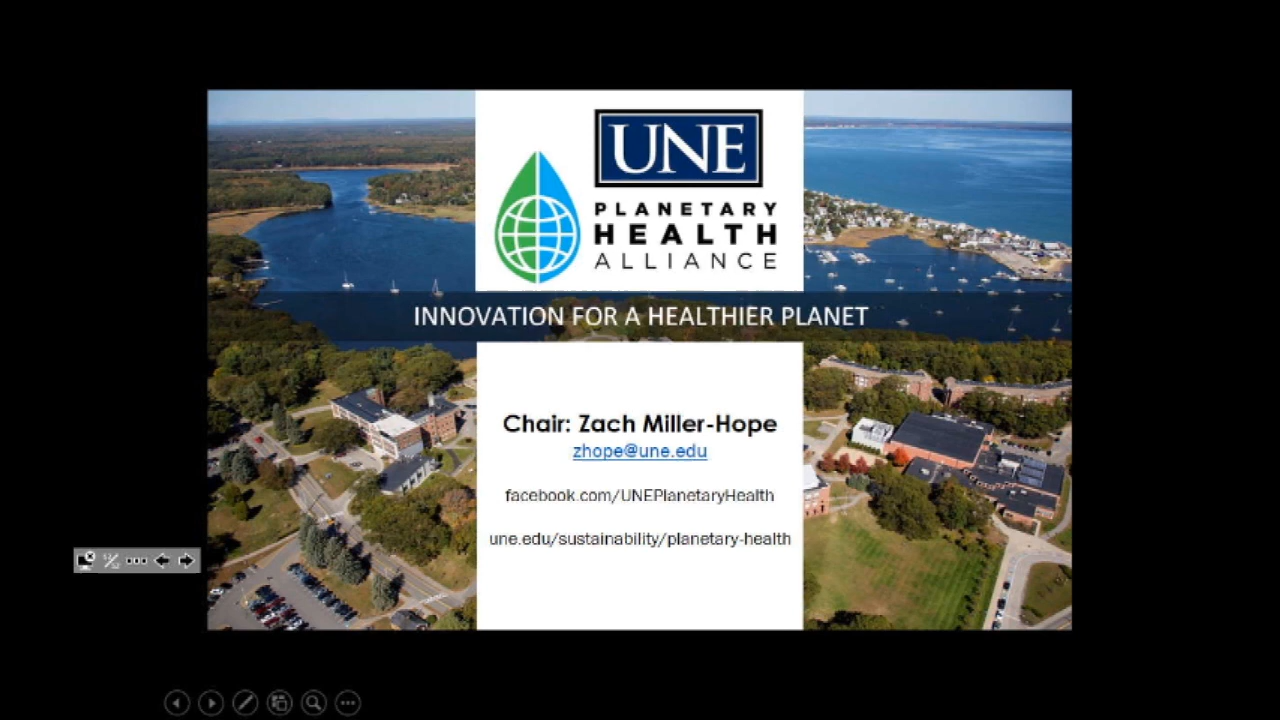 UNE
PLANETARY
HEALTH
ALLIANCE
INNOVATION FOR A HEALTHIER PLANET
Chair: Zach Miller-Hope
zhope@une.edu
facebook.com/UNEPlanetaryHealth
une.edu/sustainability/planetary-health